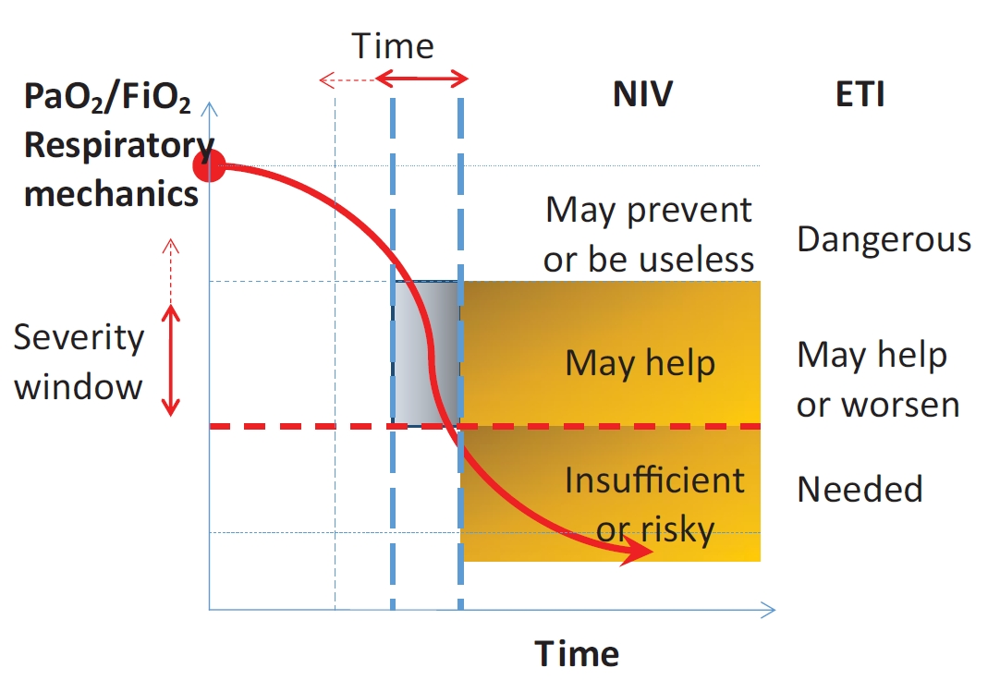 Time
PaO₂/FiO₂
Respiratory
mechanics
NIV
ETI
May prevent
or be useless
Dangerous
Severity
window
May help
May help
or worsen
Insufficient
or risky
Needed
Time